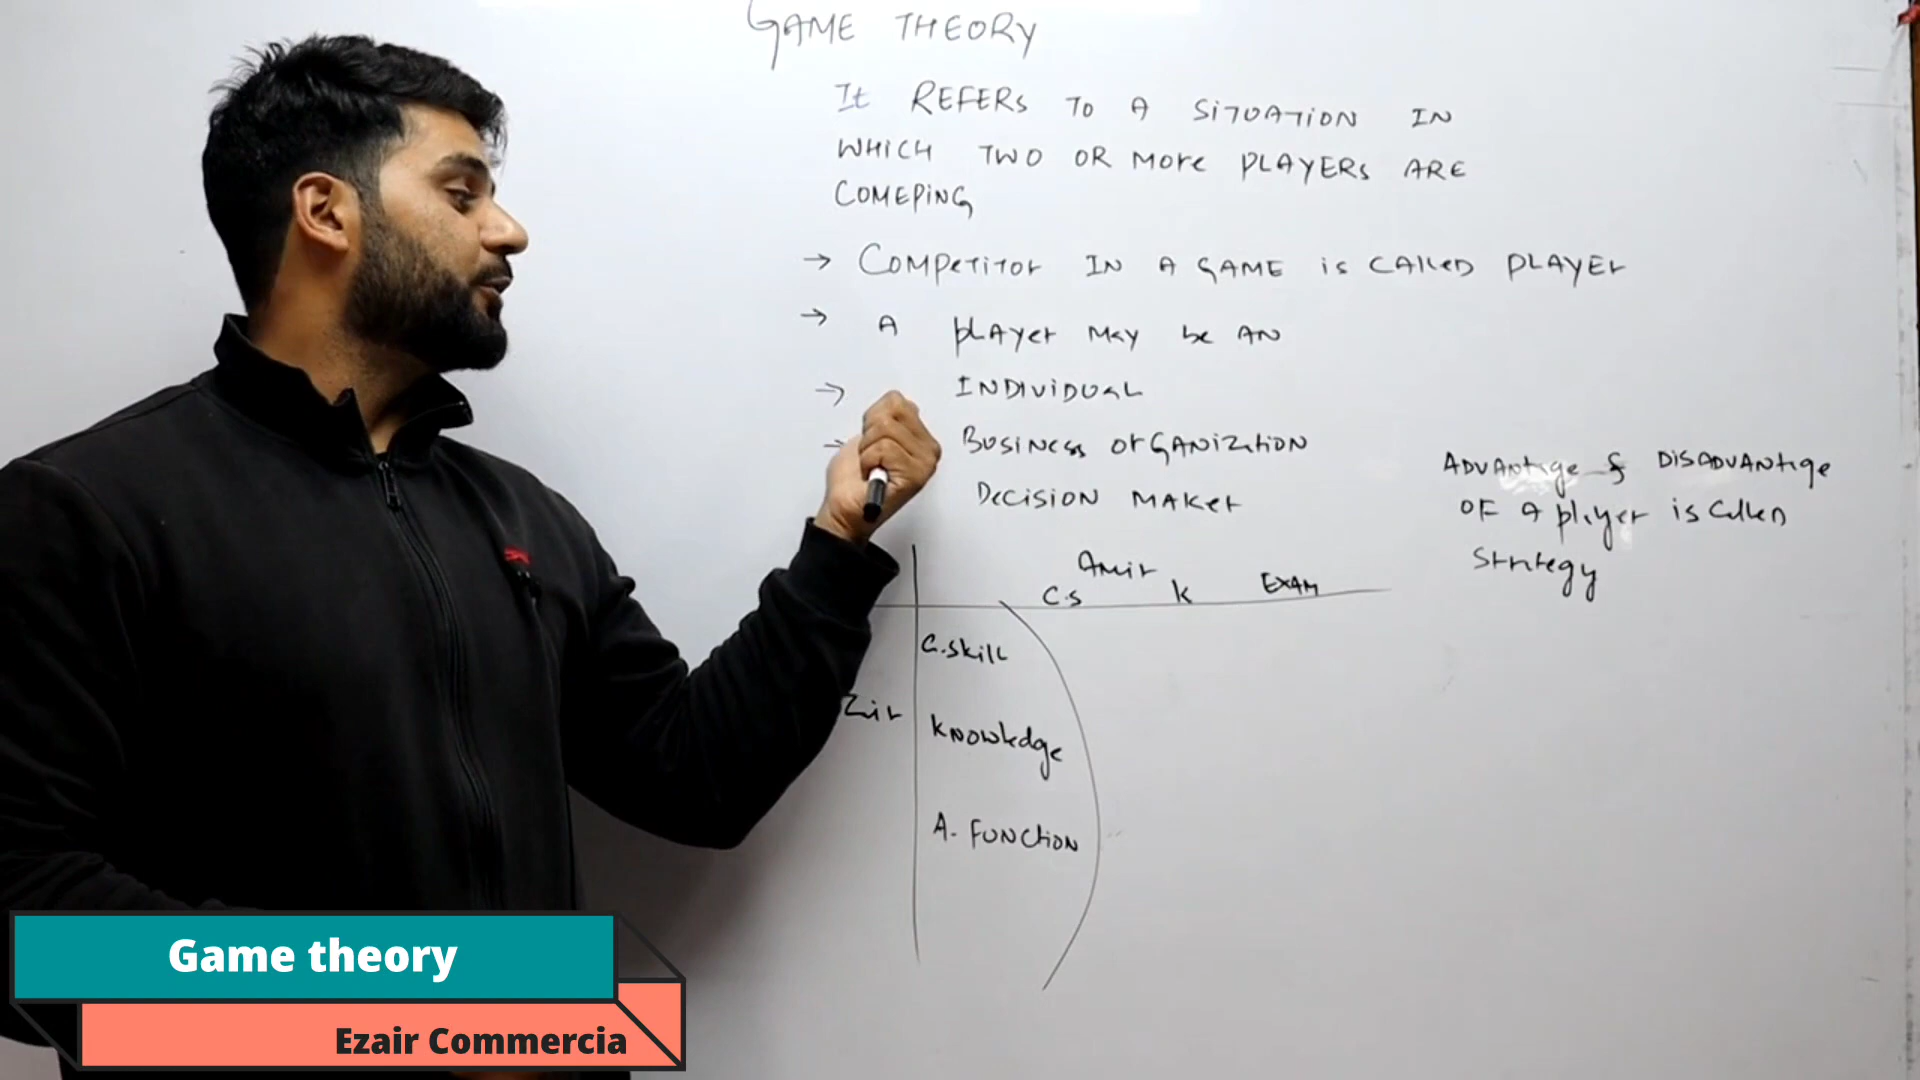 GAME THEORY
It REFERS TO A SITUATION IN
WHICH TWO OR MORE PLAYERS ARE
COMEPING
→ COMPETITOR IN A GAME is CALLED PLAYER
→ A PLAYER MAY be AN
→ INDIVIDUAL
→ BUSINESS ORGANIZATION
DECISION MAKER
ADVANTAGE & DISADVANTAGE
OF A PLAYER is CALLED
STRATEGY
Amir
C.S K EXAM
C.skill
Knowledge
A. FUNCTION
Game theory
Ezair Commercia